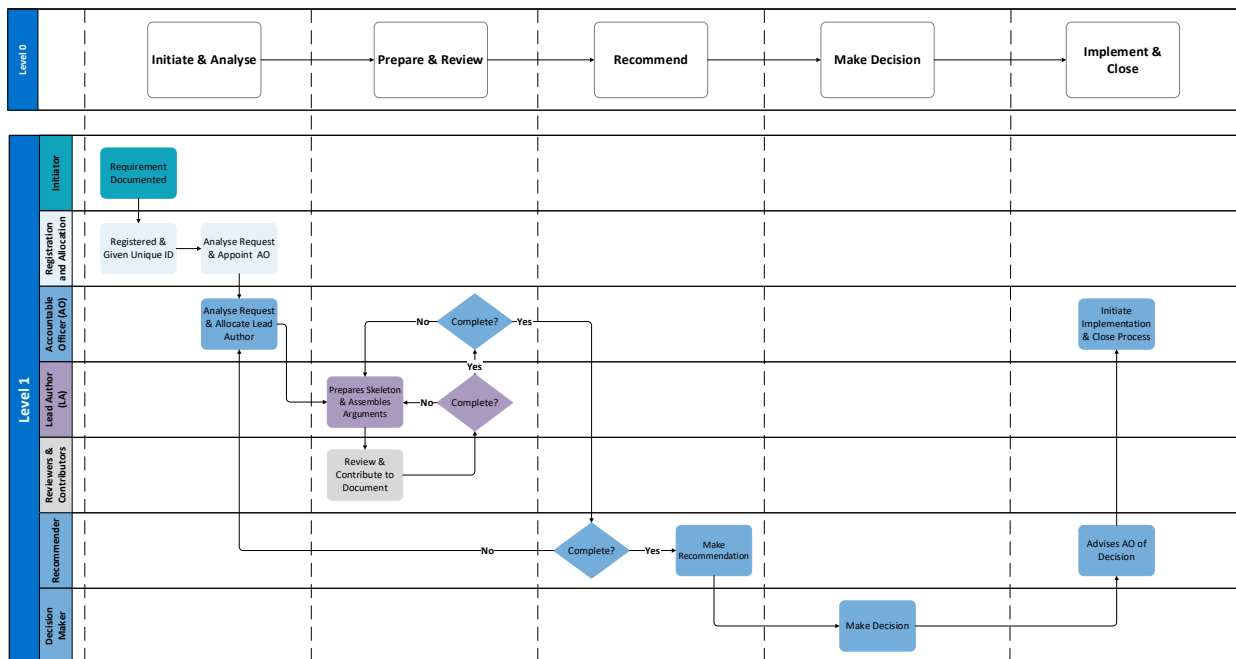 Level 0
Initiate & Analyse
Prepare & Review
Recommend
Make Decision
Implement &
Close
Level 1
Initiator
Requirement
Documented
Registration
and Allocation
Registered &
Given Unique ID
Analyse Request
& Appoint AO
Accountable
Officer (AO)
Analyse Request
& Allocate Lead
Author
No
Complete?
Yes
Initiate
Implementation
& Close Process
Yes
Lead Author
(LA)
Prepares Skeleton
& Assembles
Arguments
No
Complete?
Reviewers &
Contributors
Review &
Contribute to
Document
Recommender
No
Complete?
Yes
Make
Recommendation
Advises AO of
Decision
Decision
Maker
Make Decision